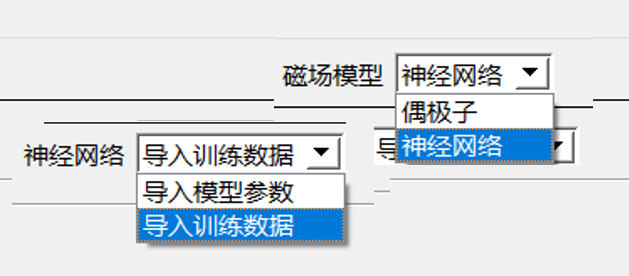 磁场模型 神经网络
偶极子
神经网络
神经网络 导入训练数据
导入模型参数
导入训练数据